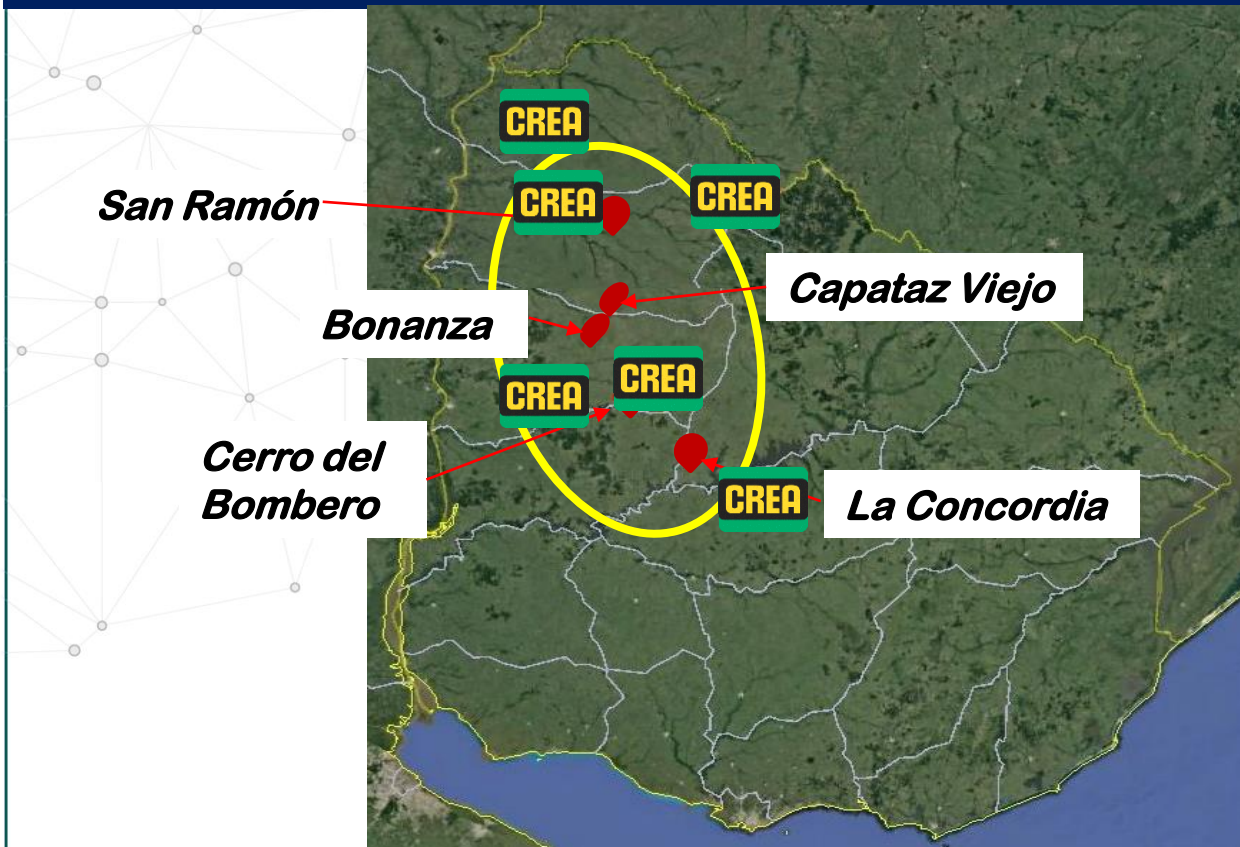 CREA
CREA
CREA
San Ramón
Capataz Viejo
Bonanza
CREA
CREA
Cerro del
Bombero
CREA
La Concordia